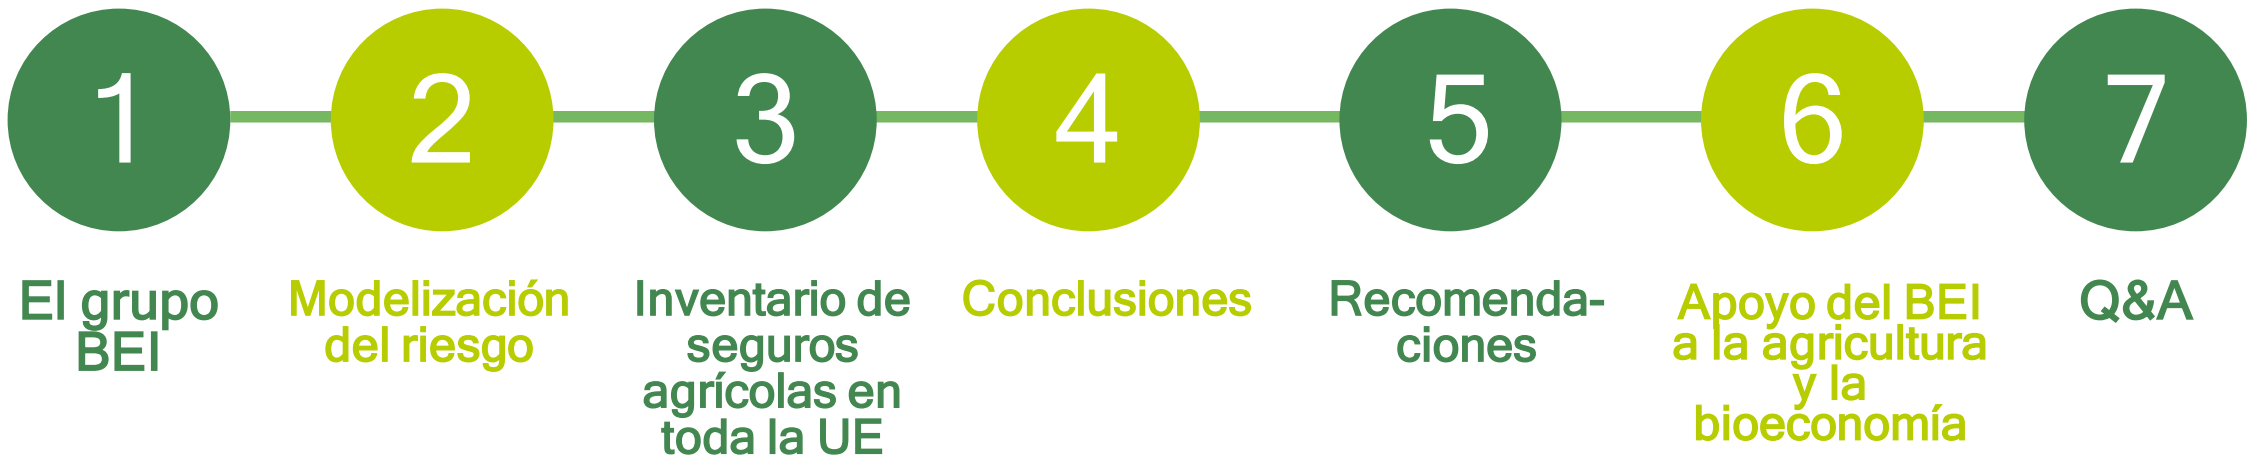 1
2
3
4
5
6
7
El grupo
BEI
Modelización
del riesgo
Inventario de
seguros
agrícolas en
toda la UE
Conclusiones
Recomenda-
ciones
Apoyo del BEI
a la agricultura
y la
bioeconomía
Q&A